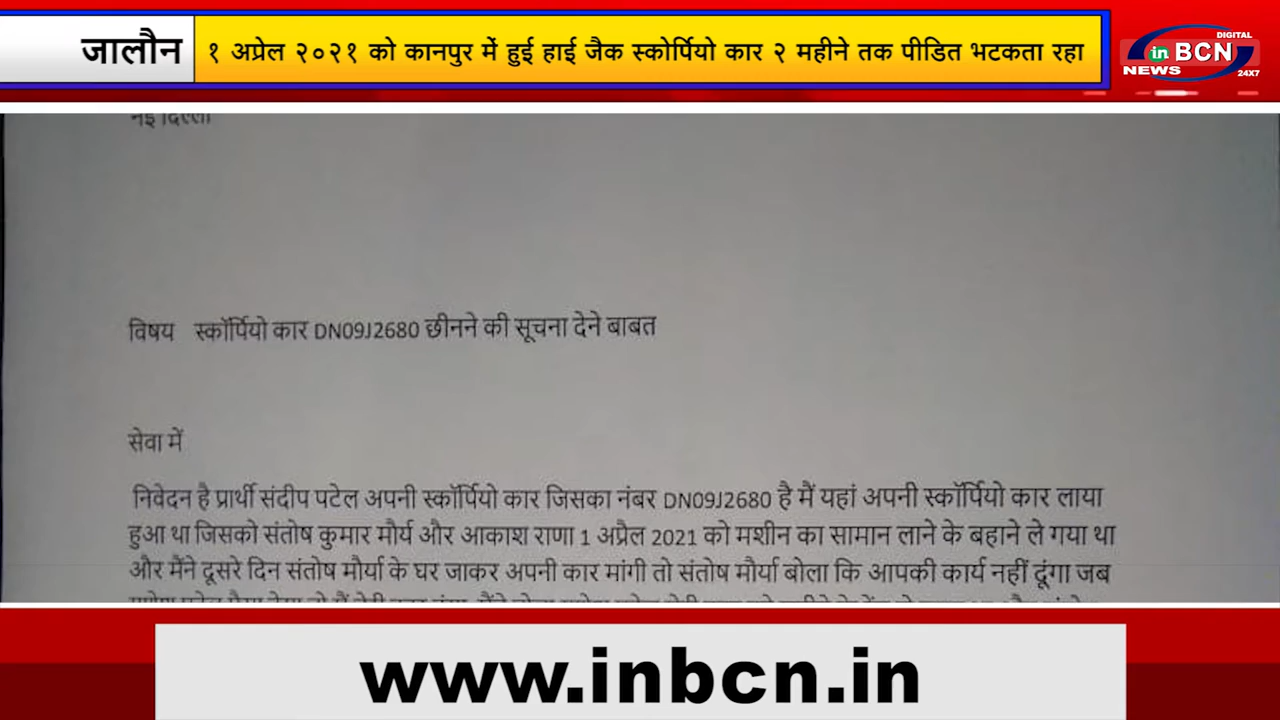 जालौन
१ अप्रेल २०२१ को कानपुर में हुई हाई जैक स्कोर्पियो कार २ महीने तक पीडित भटकता रहा
DIGITAL
in BCN
NEWS 24X7
नई दिल्ली
विषय स्कॉर्पियो कार DN09J2680 छीनने की सूचना देने बाबत
सेवा में
निवेदन है प्रार्थी संदीप पटेल अपनी स्कॉर्पियो कार जिसका नंबर DN09J2680 है मैं यहां अपनी स्कॉर्पियो कार लाया
हुआ था जिसको संतोष कुमार मौर्य और आकाश राणा 1 अप्रैल 2021 को मशीन का सामान लाने के बहाने ले गया था
और मैंने दूसरे दिन संतोष मौर्या के घर जाकर अपनी कार मांगी तो संतोष मौर्या बोला कि आपकी कार्य नहीं दूंगा जब
www.inbcn.in